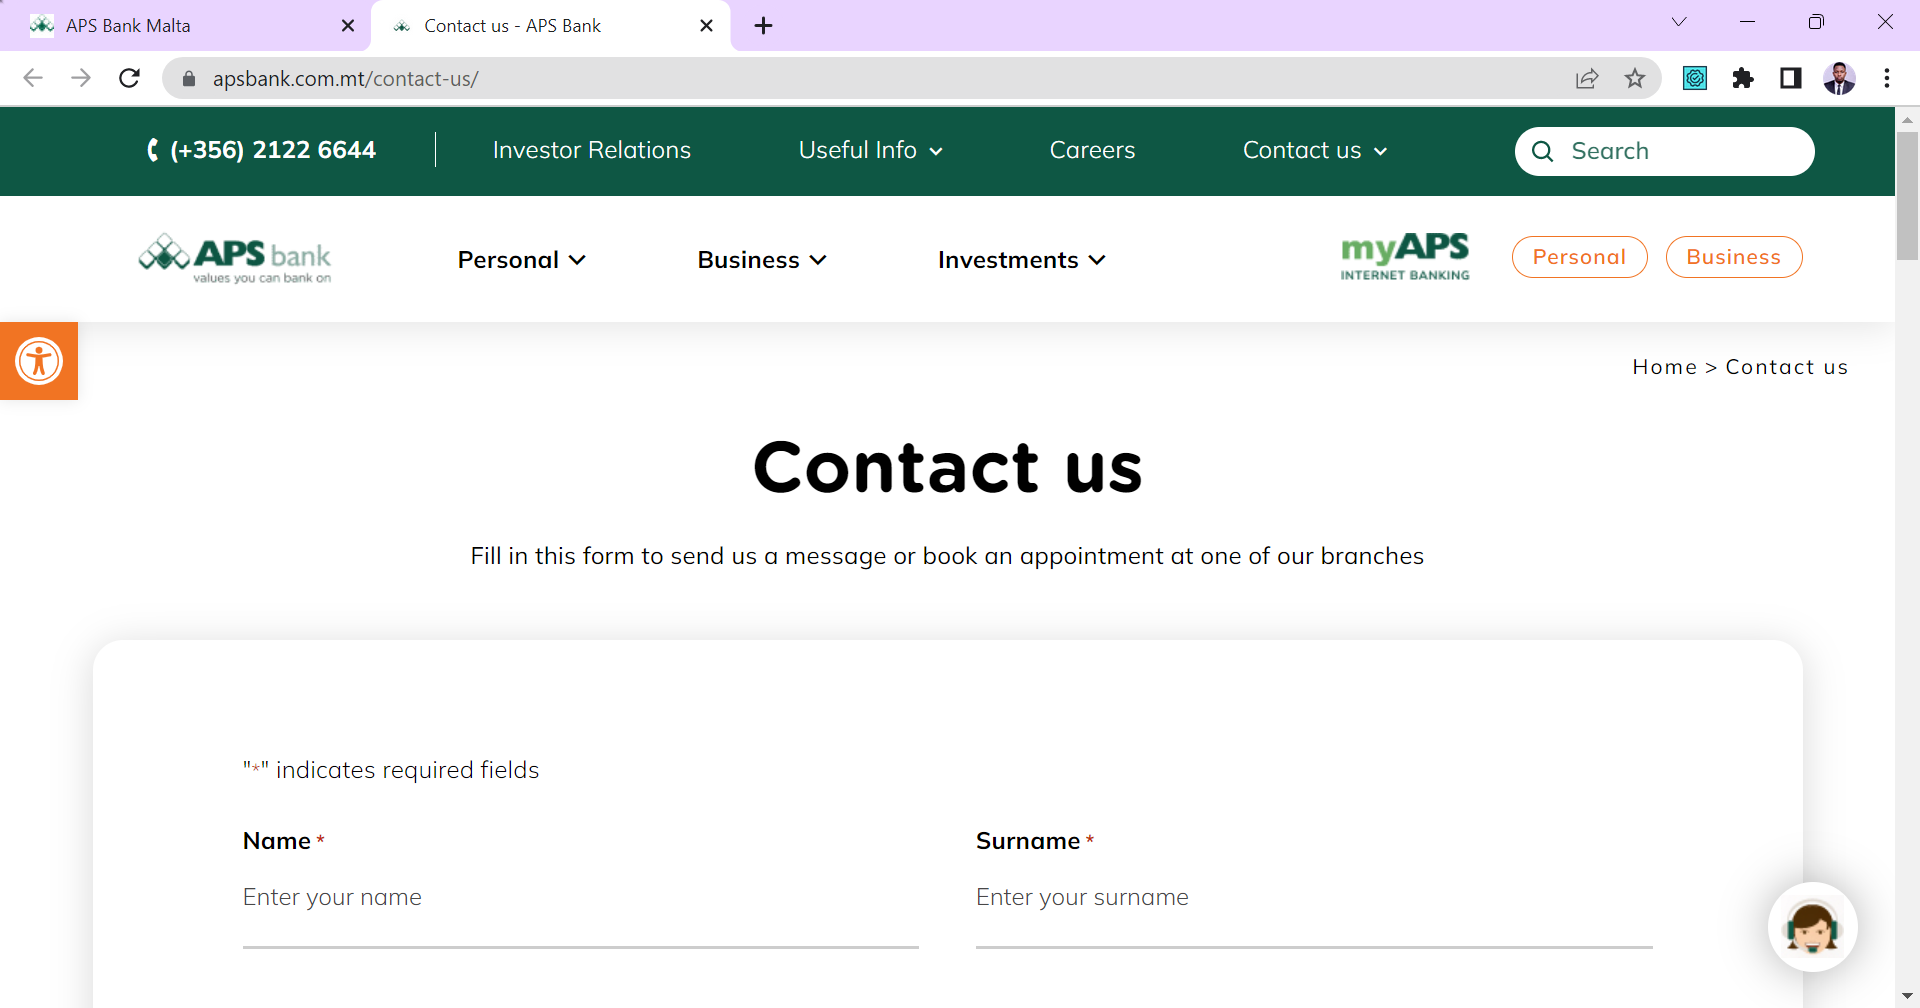 APS Bank Malta
Contact us - APS Bank
apsbank.com.mt/contact-us/
(+356) 2122 6644
Investor Relations
Useful Info
Careers
Contact us
Search
APS bank
values you can bank on
Personal
Business
Investments
myAPS
INTERNET BANKING
Personal
Business
Home > Contact us
Contact us
Fill in this form to send us a message or book an appointment at one of our branches
"*" indicates required fields
Name *
Surname *
Enter your name
Enter your surname